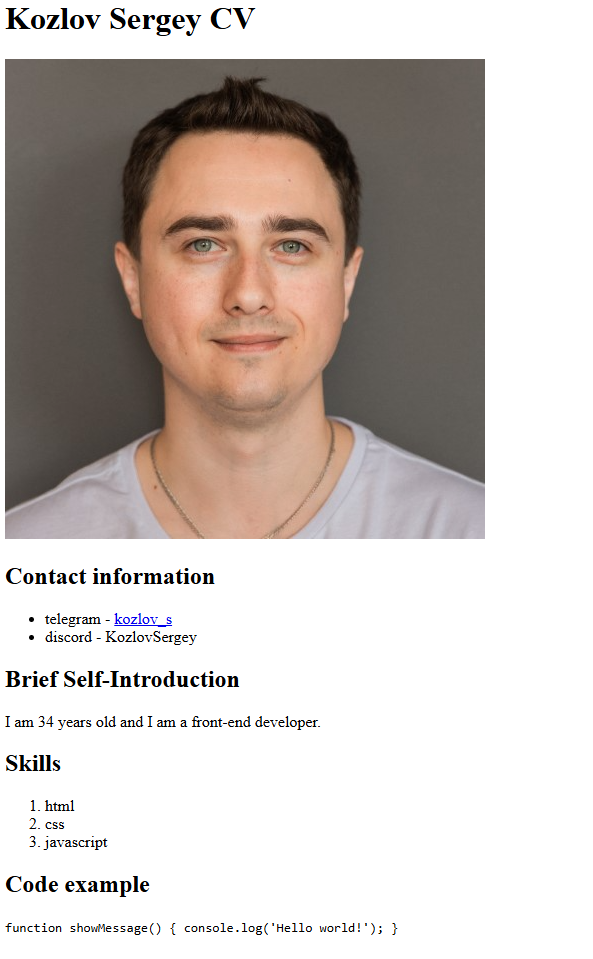 Kozlov Sergey CV
Contact information
telegram - kozlov_s
discord - KozlovSergey
Brief Self-Introduction
I am 34 years old and I am a front-end developer.
Skills
1. html
2. css
3. javascript
Code example
function showMessage() { console.log('Hello world!'); }